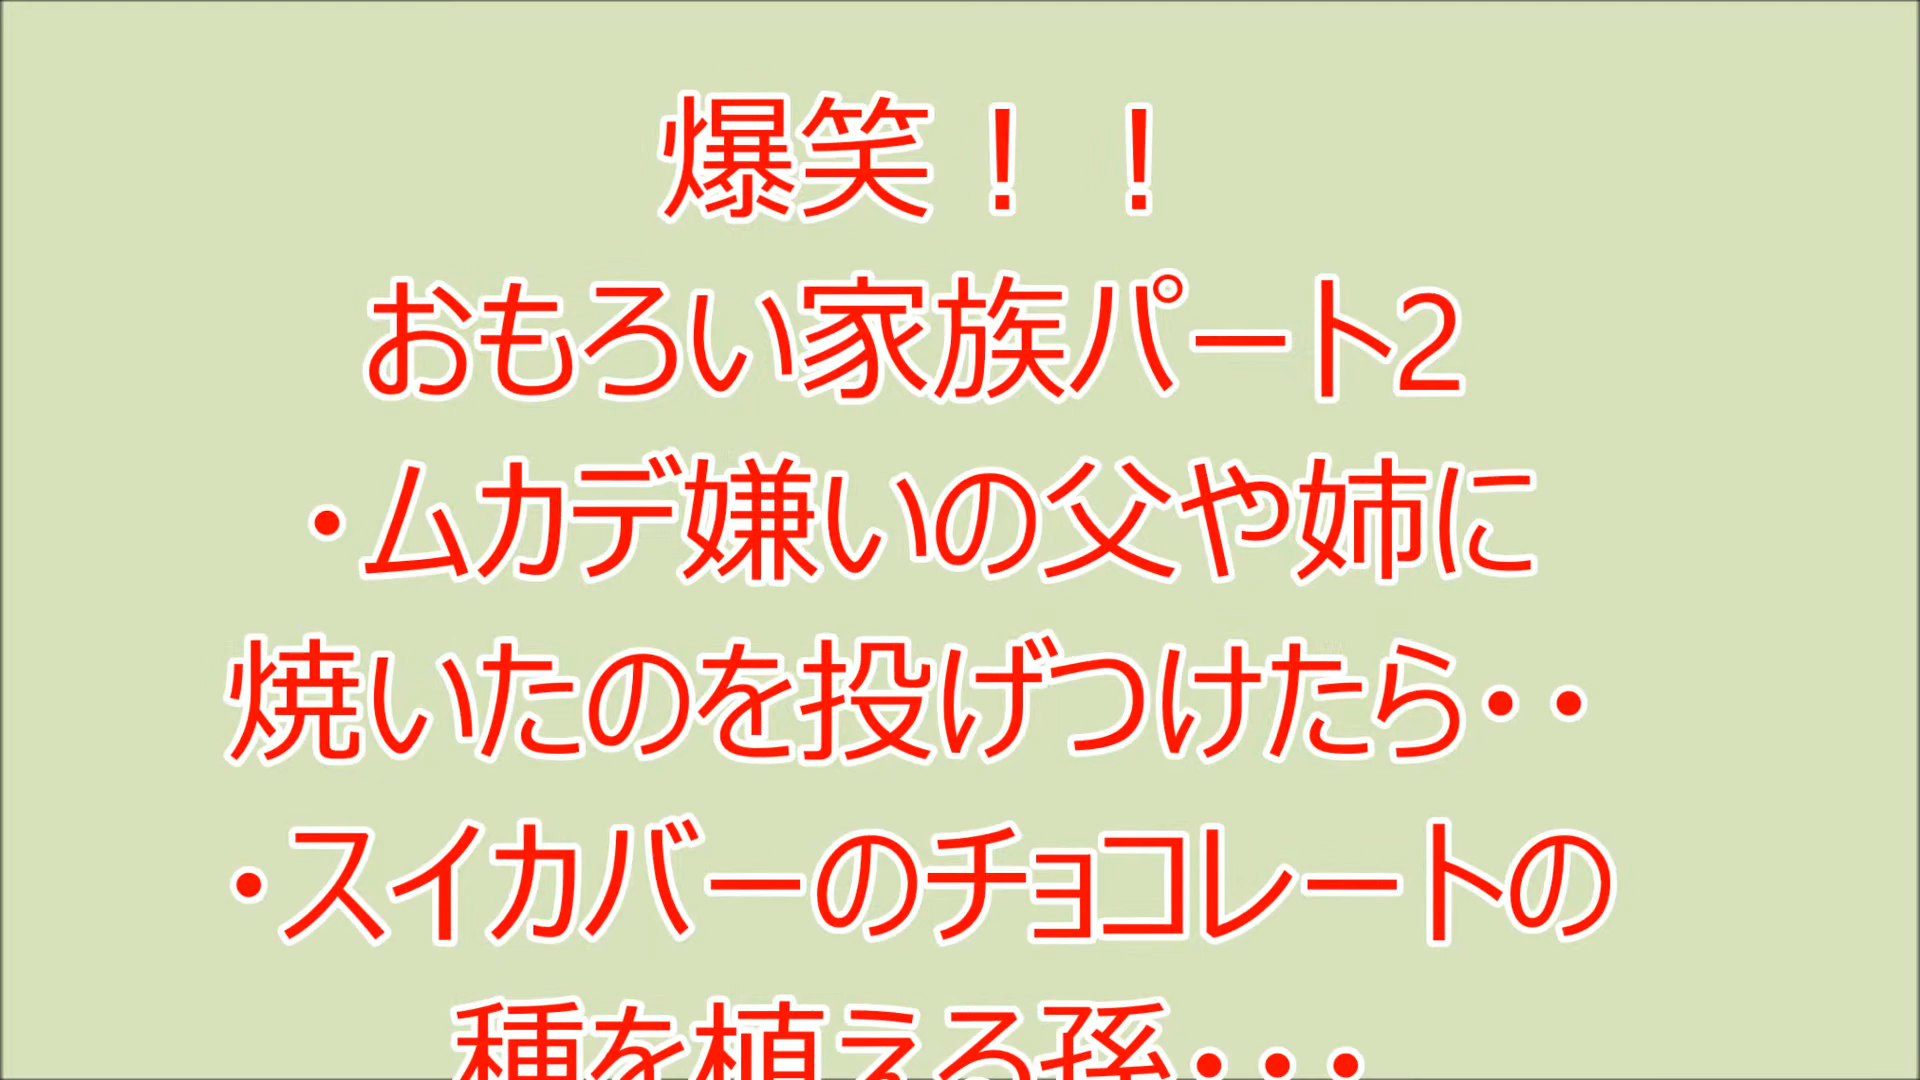 爆笑！！
おもろい家族パート2
・ムカデ嫌いの父や姉に
焼いたのを投げつけたら・・
・スイカバーのチョコレートの
種を植える孫・・・